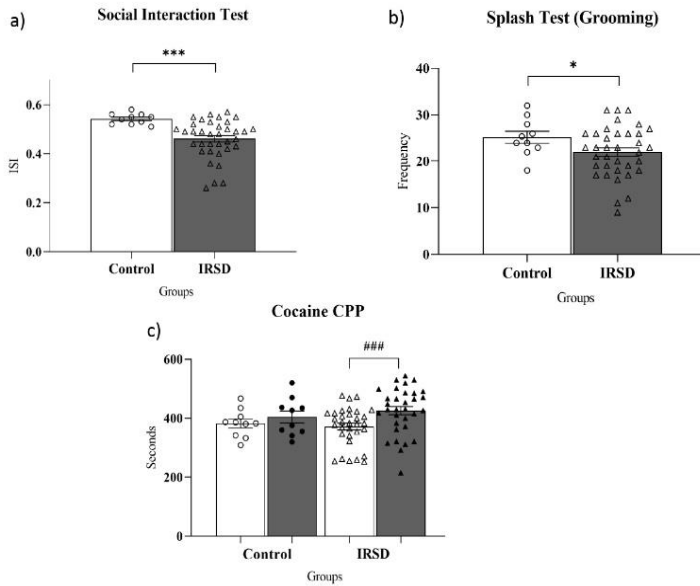 a)
Social Interaction Test
***
ISI
0.6
0.4
0.2
0.0
Control IRSD
Groups
b)
Splash Test (Grooming)
*
Frequency
40
30
20
10
0
Control IRSD
Groups
c)
Cocaine CPP
###
Seconds
600
400
200
0
Control IRSD
Groups